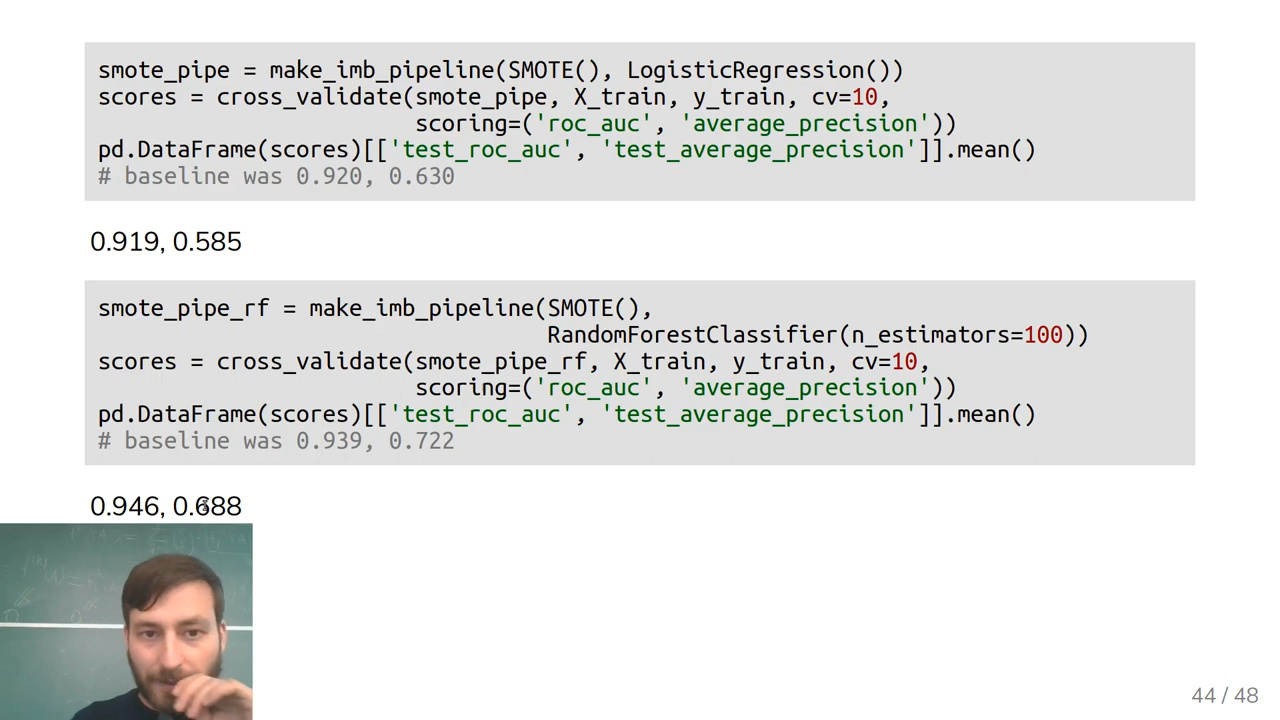 smote_pipe = make_imb_pipeline(SMOTE(), LogisticRegression())
scores = cross_validate(smote_pipe, X_train, y_train, cv=10,
scoring=('roc_auc', 'average_precision'))
pd.DataFrame(scores)[['test_roc_auc', 'test_average_precision']].mean()
# baseline was 0.920, 0.630
0.919, 0.585
smote_pipe_rf = make_imb_pipeline(SMOTE(),
RandomForestClassifier(n_estimators=100))
scores = cross_validate(smote_pipe_rf, X_train, y_train, cv=10,
scoring=('roc_auc', 'average_precision'))
pd.DataFrame(scores)[['test_roc_auc', 'test_average_precision']].mean()
# baseline was 0.939, 0.722
0.946, 0.688
44 / 48